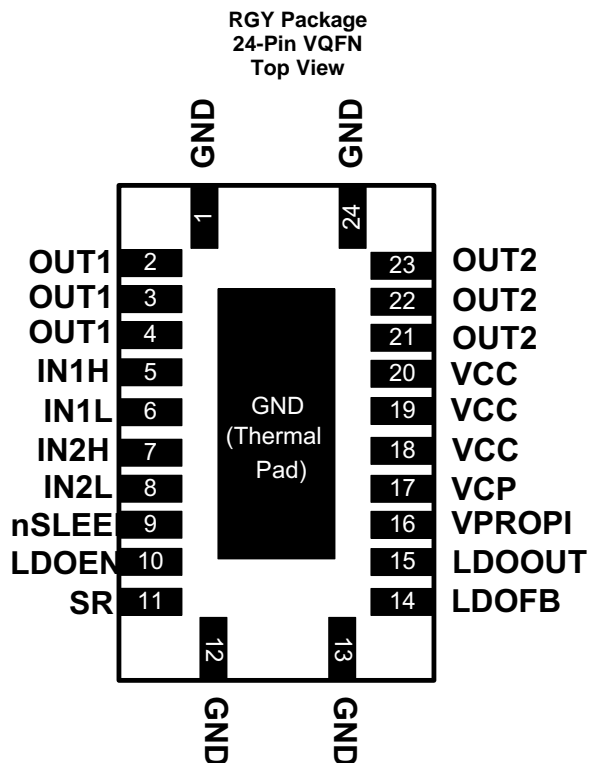 RGY Package
24-Pin VQFN
Top View
GND
GND
1
24
OUT1 2
OUT1 3
OUT1 4
IN1H 5
IN1L 6
IN2H 7
IN2L 8
nSLEE 9
LDOEN 10
SR 11
GND
(Thermal
Pad)
23 OUT2
22 OUT2
21 OUT2
20 VCC
19 VCC
18 VCC
17 VCP
16 VPROPI
15 LDOOUT
14 LDOFB
12
13
GND
GND